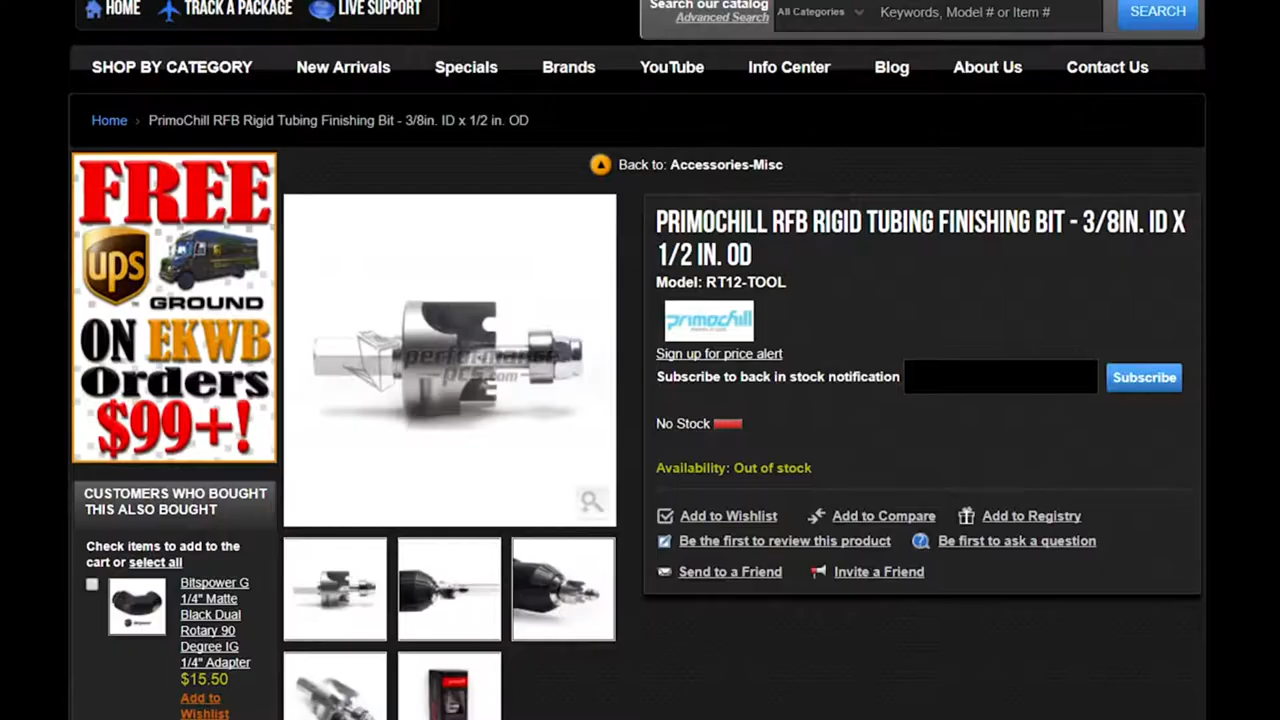 HOME
TRACK A PACKAGE
LIVE SUPPORT
Search our catalog
Advanced Search
All Categories
Keywords, Model # or Item #
SEARCH
SHOP BY CATEGORY
New Arrivals
Specials
Brands
YouTube
Info Center
Blog
About Us
Contact Us
Home › PrimoChill RFB Rigid Tubing Finishing Bit - 3/8in. ID x 1/2 in. OD
FREE
ups
GROUND
ON EKWB
Orders
$99+!
Back to: Accessories-Misc
performance
pcs.com
PRIMOCHILL RFB RIGID TUBING FINISHING BIT - 3/8IN. ID X
1/2 IN. OD
Model: RT12-TOOL
primochill
Sign up for price alert
Subscribe to back in stock notification
Subscribe
No Stock
Availability: Out of stock
Add to Wishlist
Add to Compare
Add to Registry
Be the first to review this product
Be first to ask a question
Send to a Friend
Invite a Friend
CUSTOMERS WHO BOUGHT
THIS ALSO BOUGHT
Check items to add to the
cart or select all
Bitspower G
1/4" Matte
Black Dual
Rotary 90
Degree IG
1/4" Adapter
$15.50
Add to
Wishlist